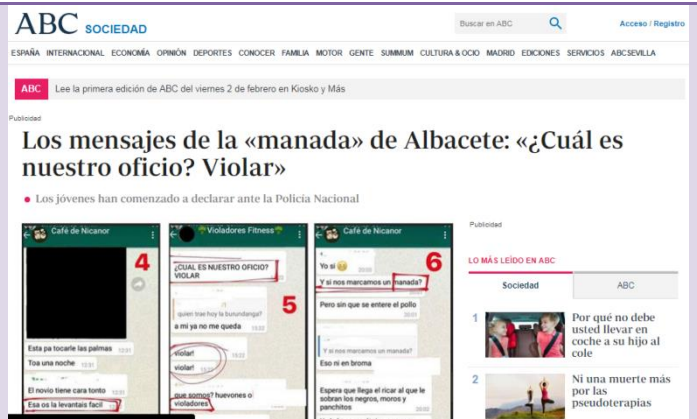 ABC SOCIEDAD
Buscar en ABC
Acceso / Registro
ESPAÑA INTERNACIONAL ECONOMÍA OPINIÓN DEPORTES CONOCER FAMILIA MOTOR GENTE SUMMUM CULTURA & OCIO MADRID EDICIONES SERVICIOS ABCSEVILLA
ABC Lee la primera edición de ABC del viernes 2 de febrero en Kiosko y Más
Publicidad
Los mensajes de la «manada» de Albacete: «¿Cuál es
nuestro oficio? Violar»
Los jóvenes han comenzado a declarar ante la Policía Nacional
Café de Nicanor
4
Esta pa tocarle las palmas
Toa una noche
El novio tiene cara tonto
Esa os la levantais facil
Violadores Fitness
¿CUAL ES NUESTRO OFICIO?
VIOLAR
5
quien trae hoy la burundanga?
a mi ya no me queda
violar!
violar!
que somos? huevones o
violadores
Café de Nicanor
6
Yo si
Y si nos marcamos un manada?
Pero sin que se entere el pollo
Y si nos marcamos un manada?
Eso ni en broma
Espera que llega el ricar al que le
sobran los negros, moros y
panchitos
Publicidad
LO MÁS LEÍDO EN ABC
Sociedad
ABC
1 Por qué no debe
usted llevar en
coche a su hijo al
cole
2 Ni una muerte más
por las
pseudoterapias